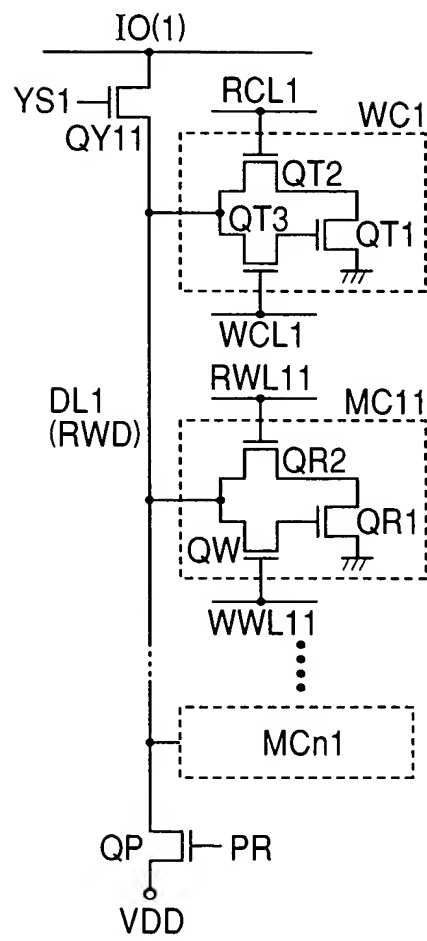 IO(1)
YS1
QY11
RCL1
WC1
QT2
QT3
QT1
WCL1
RWL11
DL1
(RWD)
MC11
QR2
QR1
QW
WWL11
MCn1
QP
PR
VDD